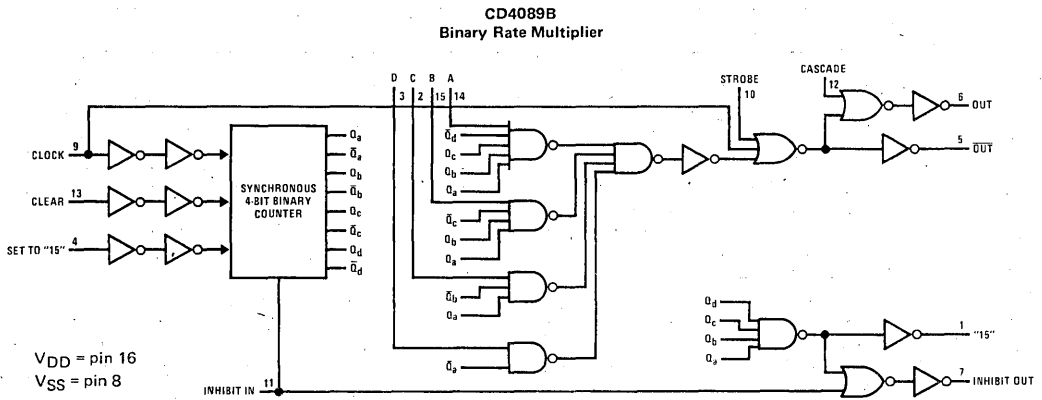 CD4089B
Binary Rate Multiplier
D C B A
3 2 15 14
STROBE
10
CASCADE
12
6 OUT
5 O̅U̅T̅
CLOCK 9
CLEAR 13
SET TO "15" 4
SYNCHRONOUS
4-BIT BINARY
COUNTER
Qa
Q̅a
Qb
Q̅b
Qc
Q̅c
Qd
Q̅d
Q̅d
Qc
Qb
Qa
Q̅c
Qb
Qa
Q̅b
Qa
Q̅a
Qd
Qc
Qb
Qa
1 "15"
7 INHIBIT OUT
INHIBIT IN 11
VDD = pin 16
VSS = pin 8